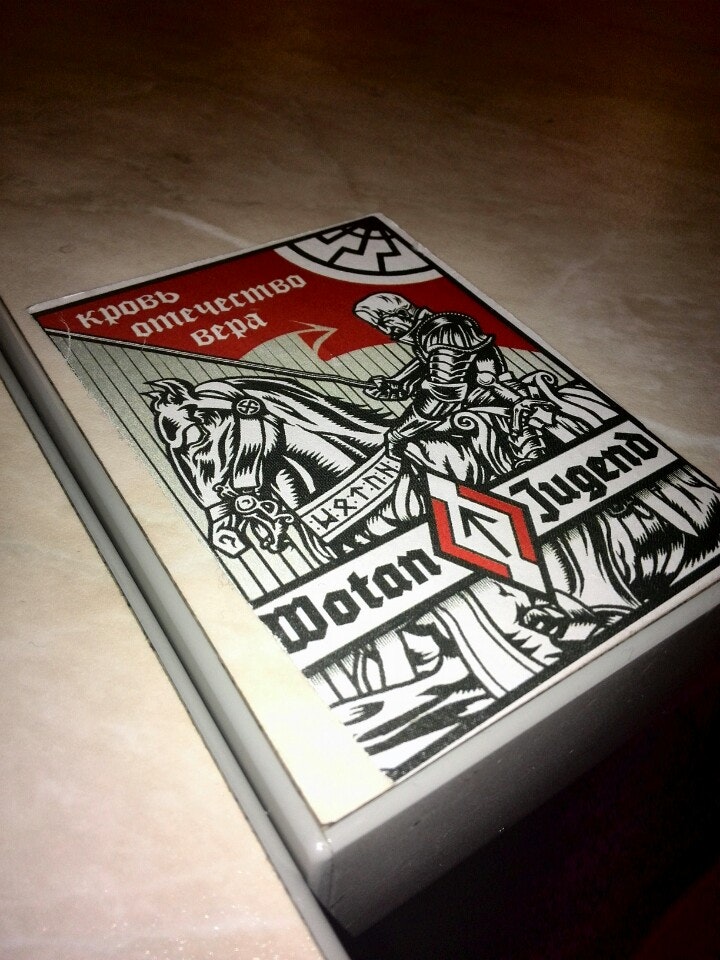 кровь
отечество
вера
Wotan Jugend